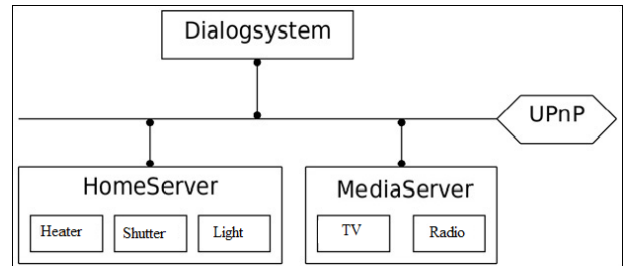 Dialogsystem
UPnP
HomeServer
Heater
Shutter
Light
MediaServer
TV
Radio